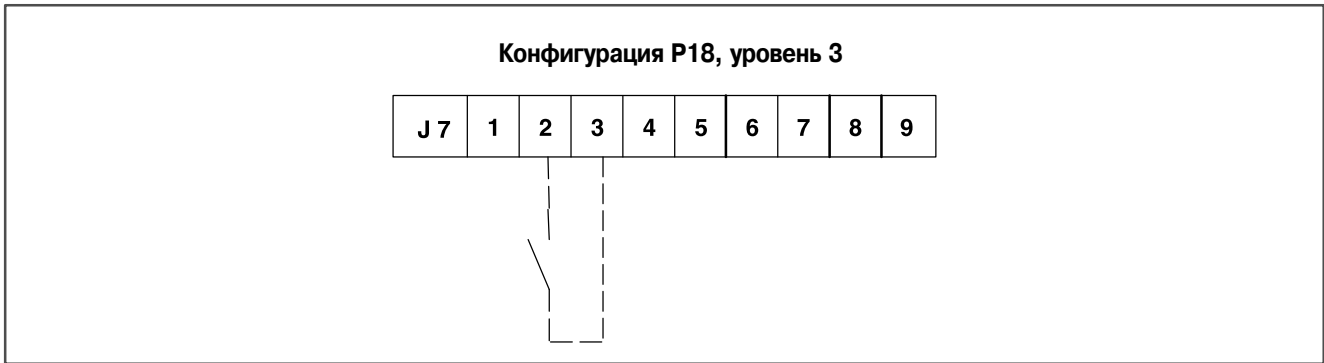 Конфигурация P18, уровень 3
J 7 1 2 3 4 5 6 7 8 9